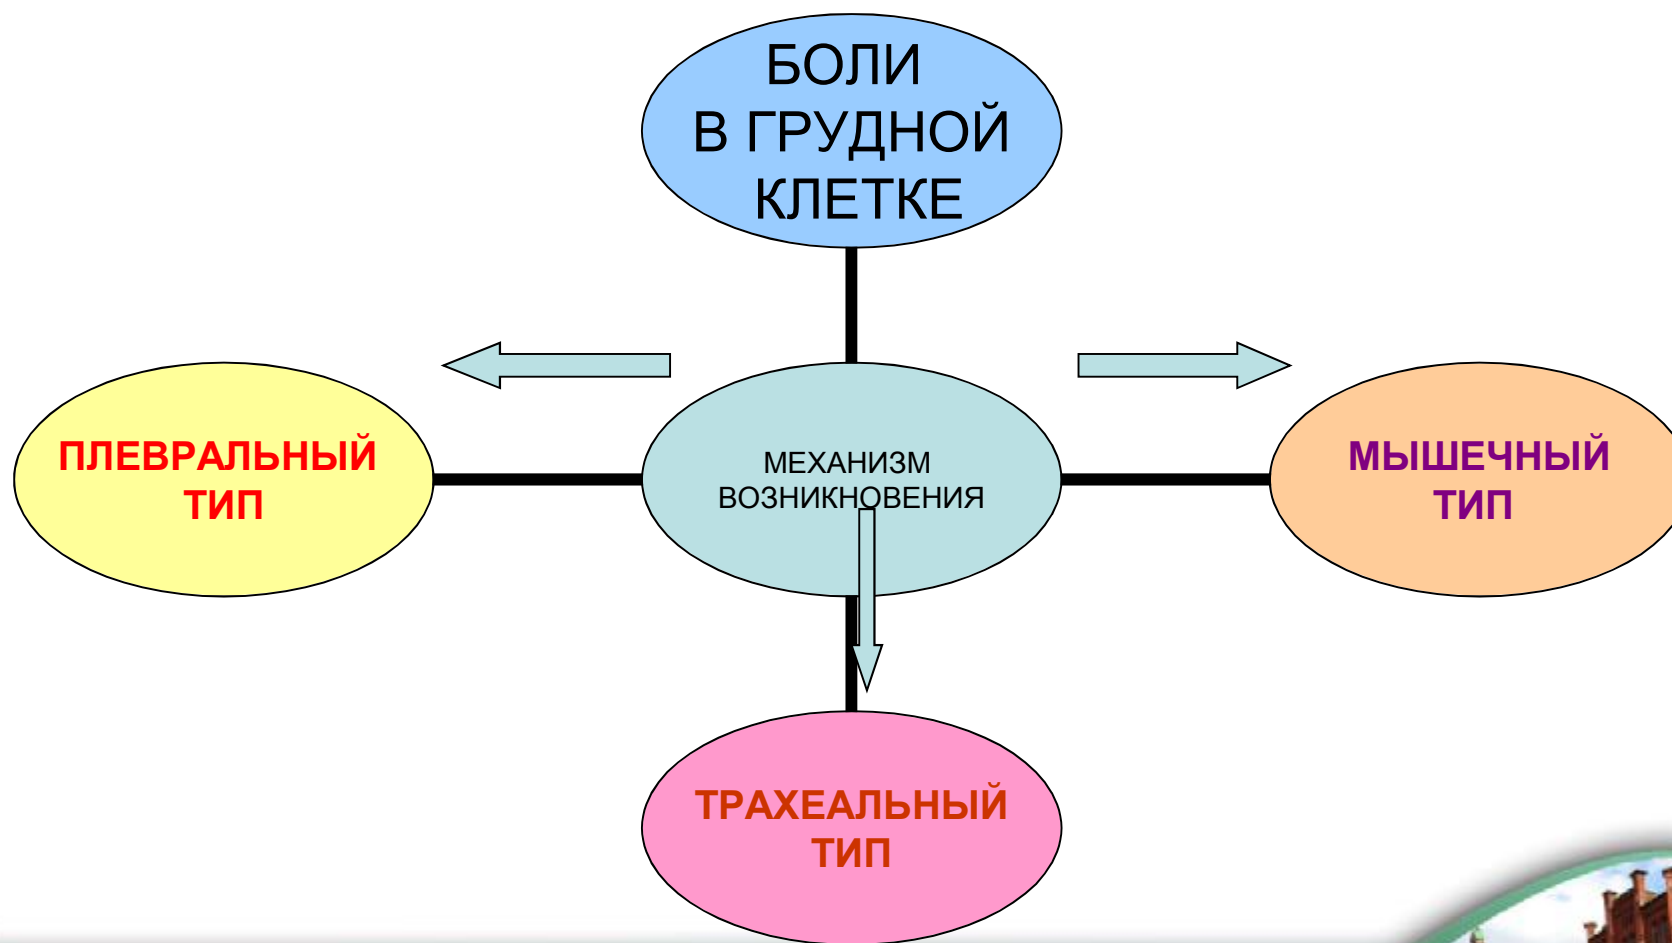 БОЛИ
В ГРУДНОЙ
КЛЕТКЕ
ПЛЕВРАЛЬНЫЙ
ТИП
МЕХАНИЗМ
ВОЗНИКНОВЕНИЯ
МЫШЕЧНЫЙ
ТИП
ТРАХЕАЛЬНЫЙ
ТИП